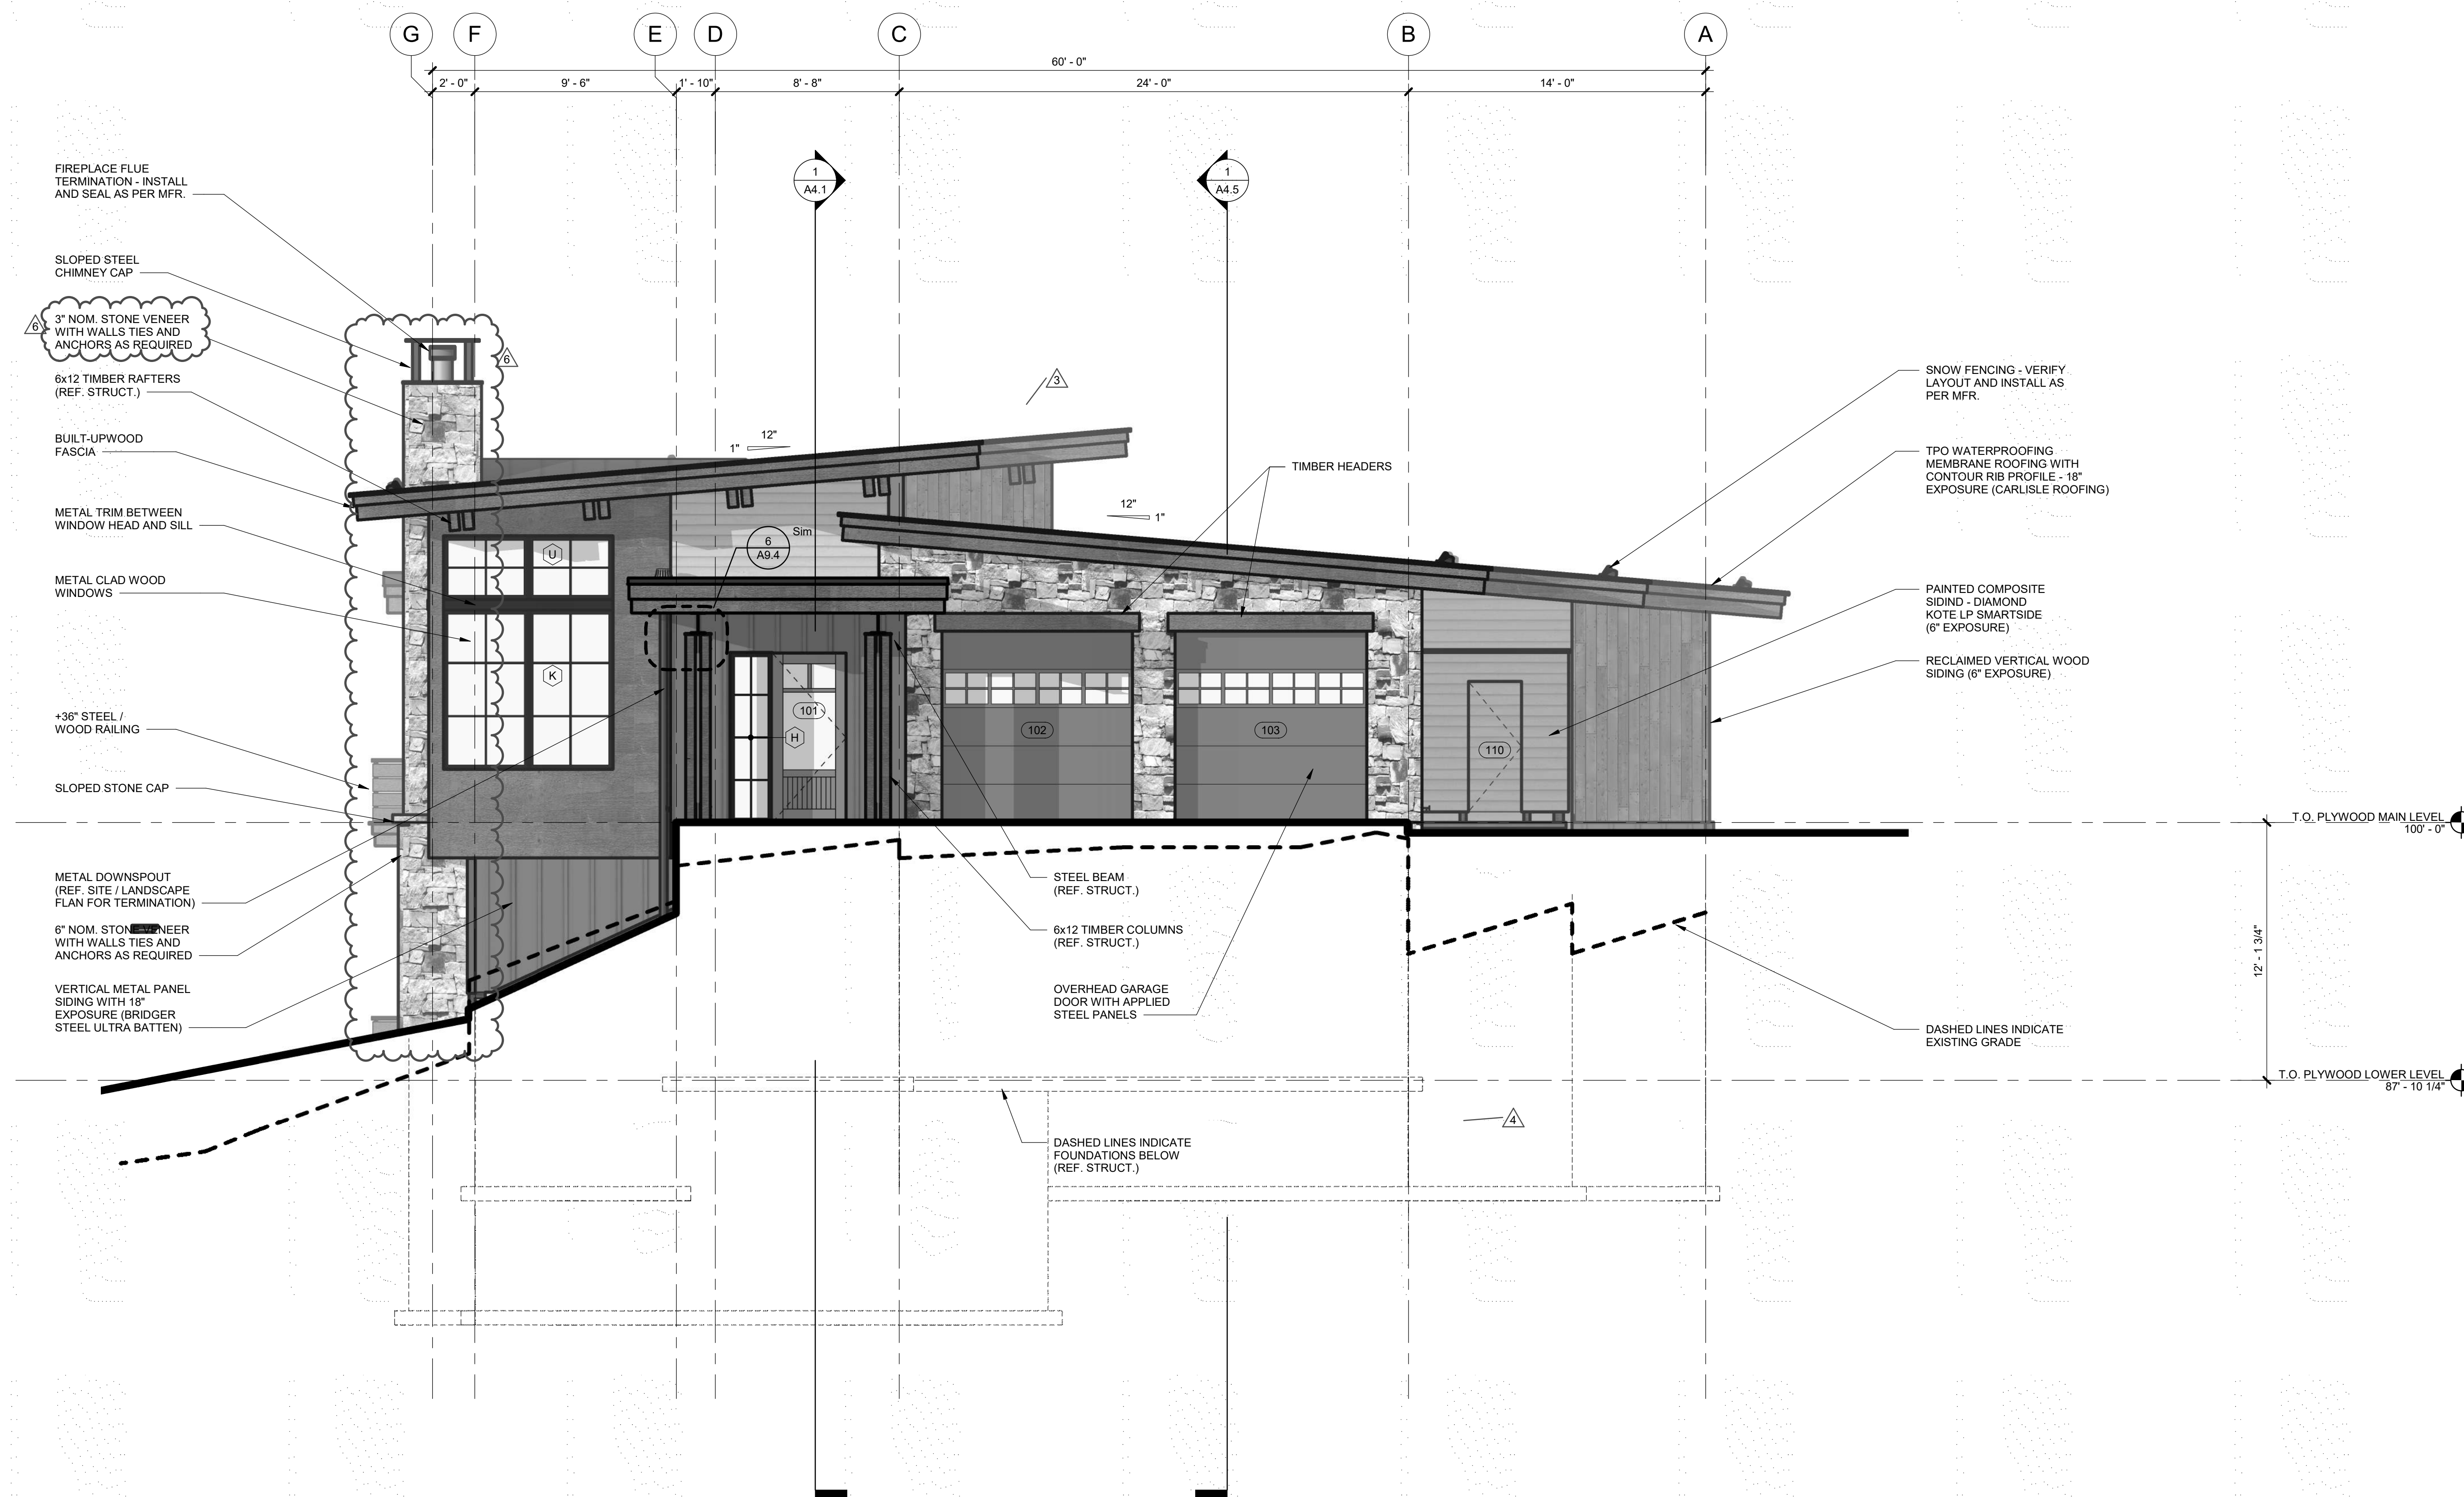 G
F
E
D
C
B
A
60' - 0"
2' - 0"
9' - 6"
1' - 10"
8' - 8"
24' - 0"
14' - 0"
1
A4.1
1
A4.5
FIREPLACE FLUE
TERMINATION - INSTALL
AND SEAL AS PER MFR.
SLOPED STEEL
CHIMNEY CAP
6
3" NOM. STONE VENEER
WITH WALLS TIES AND
ANCHORS AS REQUIRED
6x12 TIMBER RAFTERS
(REF. STRUCT.)
BUILT-UPWOOD
FASCIA
METAL TRIM BETWEEN
WINDOW HEAD AND SILL
METAL CLAD WOOD
WINDOWS
+36" STEEL /
WOOD RAILING
SLOPED STONE CAP
METAL DOWNSPOUT
(REF. SITE / LANDSCAPE
FLAN FOR TERMINATION)
6" NOM. STONE VENEER
WITH WALLS TIES AND
ANCHORS AS REQUIRED
VERTICAL METAL PANEL
SIDING WITH 18"
EXPOSURE (BRIDGER
STEEL ULTRA BATTEN)
6
3
12"
1"
12"
1"
TIMBER HEADERS
6
A9.4
Sim
U
K
H
101
102
103
110
STEEL BEAM
(REF. STRUCT.)
6x12 TIMBER COLUMNS
(REF. STRUCT.)
OVERHEAD GARAGE
DOOR WITH APPLIED
STEEL PANELS
DASHED LINES INDICATE
FOUNDATIONS BELOW
(REF. STRUCT.)
4
SNOW FENCING - VERIFY
LAYOUT AND INSTALL AS
PER MFR.
TPO WATERPROOFING
MEMBRANE ROOFING WITH
CONTOUR RIB PROFILE - 18"
EXPOSURE (CARLISLE ROOFING)
PAINTED COMPOSITE
SIDIND - DIAMOND
KOTE LP SMARTSIDE
(6" EXPOSURE)
RECLAIMED VERTICAL WOOD
SIDING (6" EXPOSURE)
DASHED LINES INDICATE
EXISTING GRADE
T.O. PLYWOOD MAIN LEVEL
100' - 0"
12' - 1 3/4"
T.O. PLYWOOD LOWER LEVEL
87' - 10 1/4"